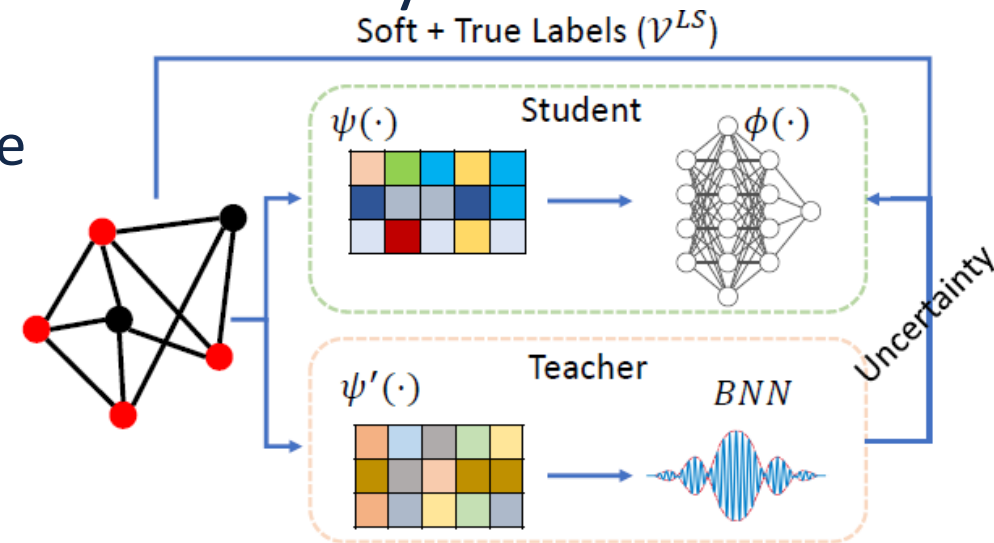 Soft + True Labels (𝒱^{LS})
e
Student
ψ(·)
ϕ(·)
Uncertainty
Teacher
ψ′(·)
BNN